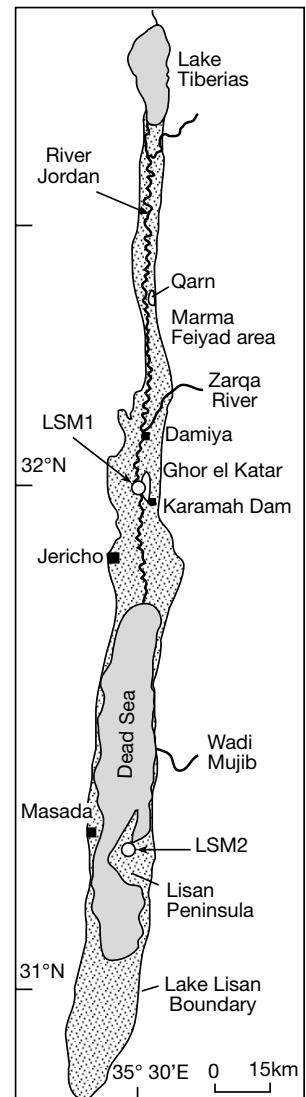 Lake
Tiberias
River
Jordan
Qarn
Marma
Feiyad area
Zarqa
River
LSM1
Damiya
32°N
Ghor el Katar
Karamah Dam
Jericho
Dead Sea
Wadi
Mujib
Masada
LSM2
Lisan
Peninsula
31°N
Lake Lisan
Boundary
35° 30'E
0 15km